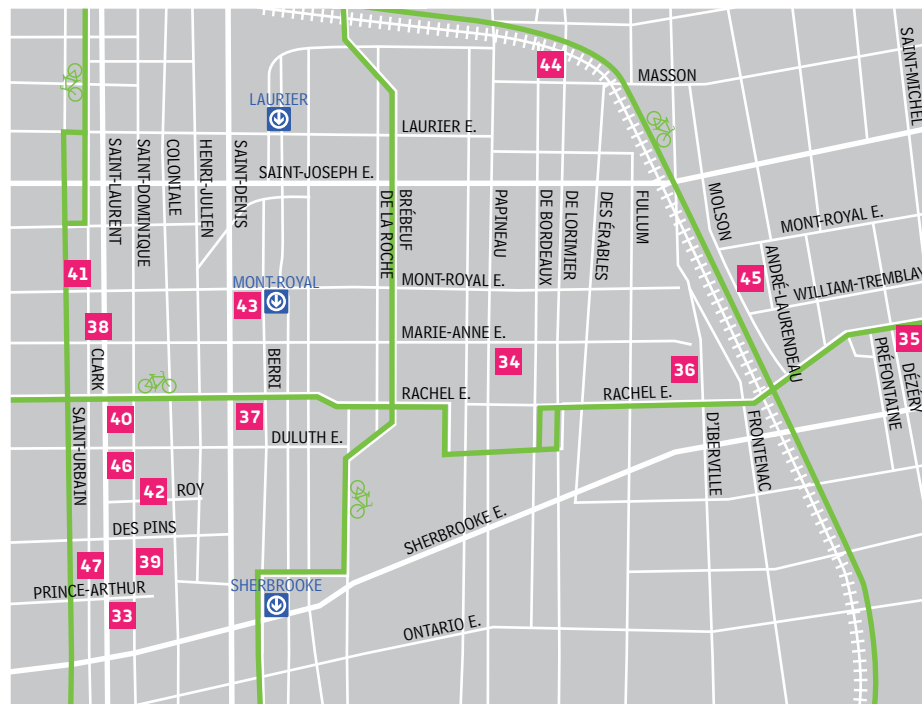 44
MASSON
SAINT-MICHEL
LAURIER
LAURIER E.
SAINT-LAURENT
SAINT-DOMINIQUE
COLONIALE
HENRI-JULIEN
SAINT-DENIS
SAINT-JOSEPH E.
DE LA ROCHE
BRÉBEUF
PAPINEAU
DE BORDEAUX
DE LORIMIER
DES ÉRABLES
FULLUM
MOLSON
MONT-ROYAL E.
41
MONT-ROYAL
43
MONT-ROYAL E.
45
ANDRÉ-LAURENDEAU
WILLIAM-TREMBLAY
38
MARIE-ANNE E.
35
CLARK
BERRI
34
36
PRÉFONTAINE
DÉZÉRY
RACHEL E.
RACHEL E.
40
37
SAINT-URBAIN
DULUTH E.
D'IBERVILLE
FRONTENAC
46
42
ROY
DES PINS
SHERBROOKE E.
47
39
PRINCE-ARTHUR
SHERBROOKE
33
ONTARIO E.